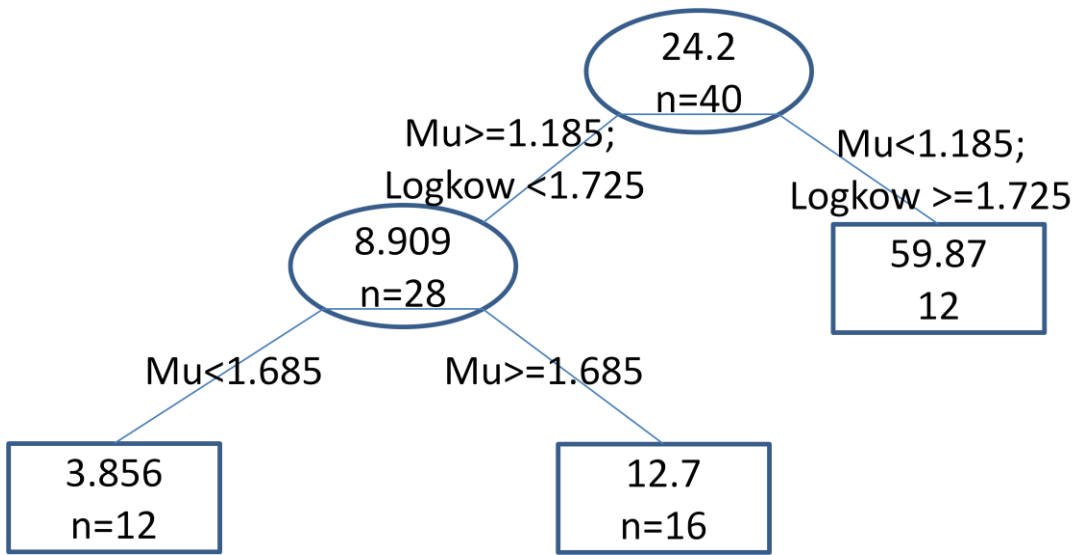 24.2
n=40
Mu>=1.185;
Logkow <1.725
Mu<1.185;
Logkow >=1.725
8.909
n=28
59.87
12
Mu<1.685
Mu>=1.685
3.856
n=12
12.7
n=16